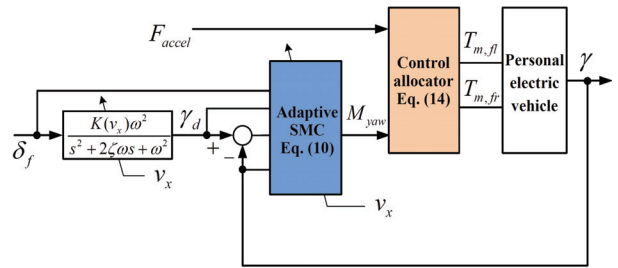 F_accel
Control
allocator
Eq. (14)
T_m,fl
T_m,fr
Personal
electric
vehicle
γ
Adaptive
SMC
Eq. (10)
M_yaw
δ_f
K(v_x)ω²
s² + 2ζωs + ω²
γ_d
+
−
v_x
v_x